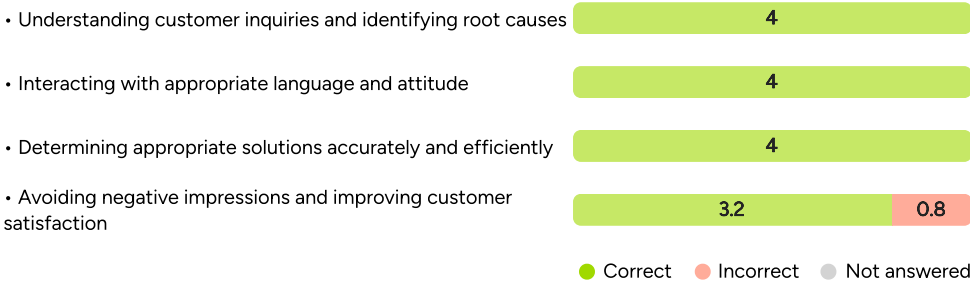 • Understanding customer inquiries and identifying root causes 4
• Interacting with appropriate language and attitude 4
• Determining appropriate solutions accurately and efficiently 4
• Avoiding negative impressions and improving customer
satisfaction 3.2 0.8
Correct Incorrect Not answered